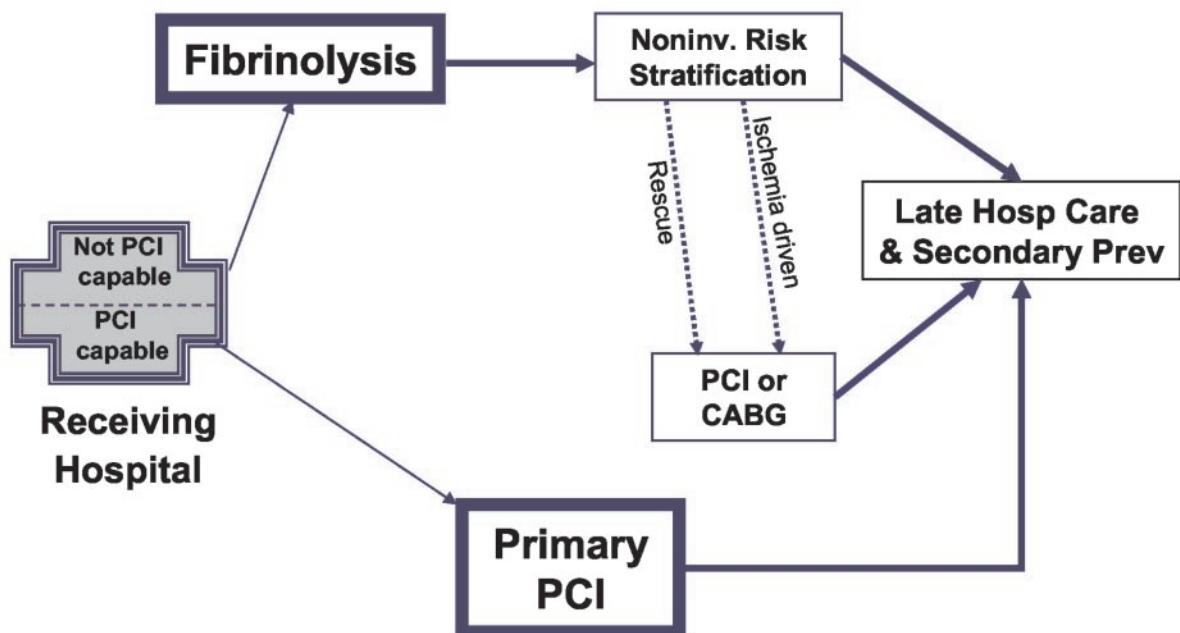 Fibrinolysis
Noninv. Risk
Stratification
Rescue
Ischemia driven
Late Hosp Care
& Secondary Prev
Not PCI
capable
PCI
capable
Receiving
Hospital
PCI or
CABG
Primary
PCI